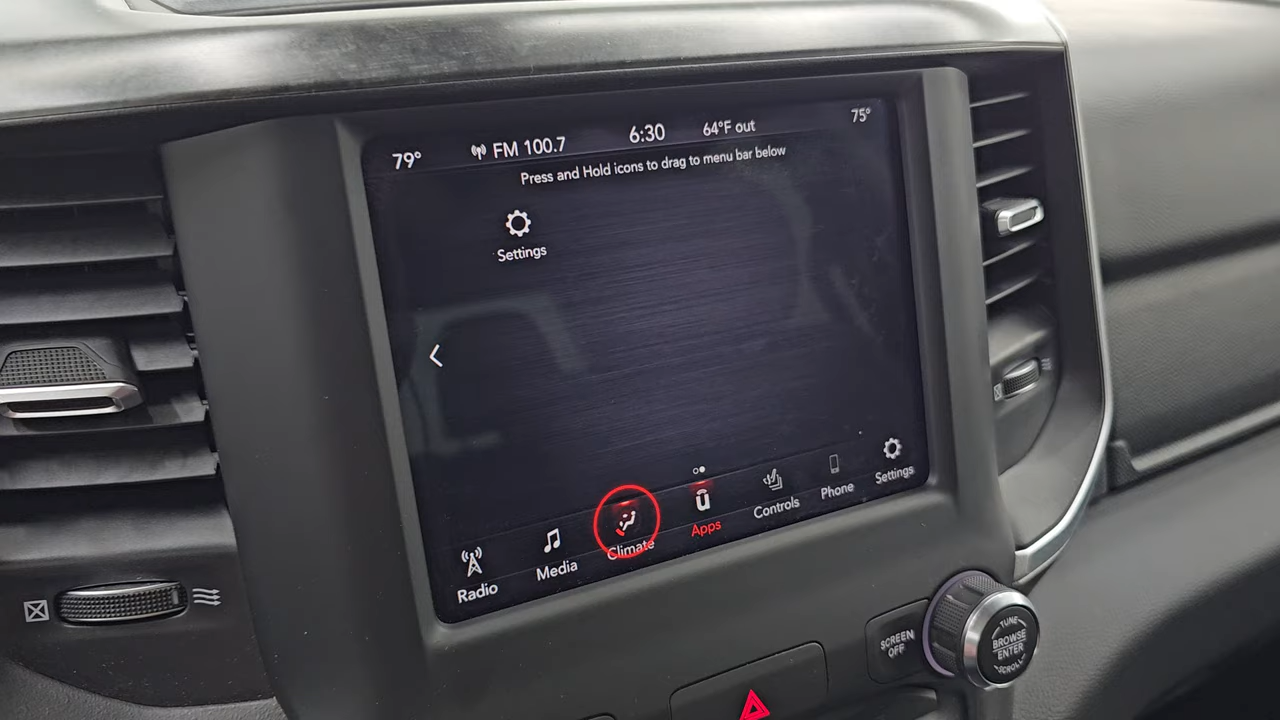 79°
FM 100.7
6:30
64°F out
75°
Press and Hold icons to drag to menu bar below
Settings
Radio
Media
Climate
Apps
Controls
Phone
Settings
SCREEN
OFF
TUNE
BROWSE
ENTER
SCROLL